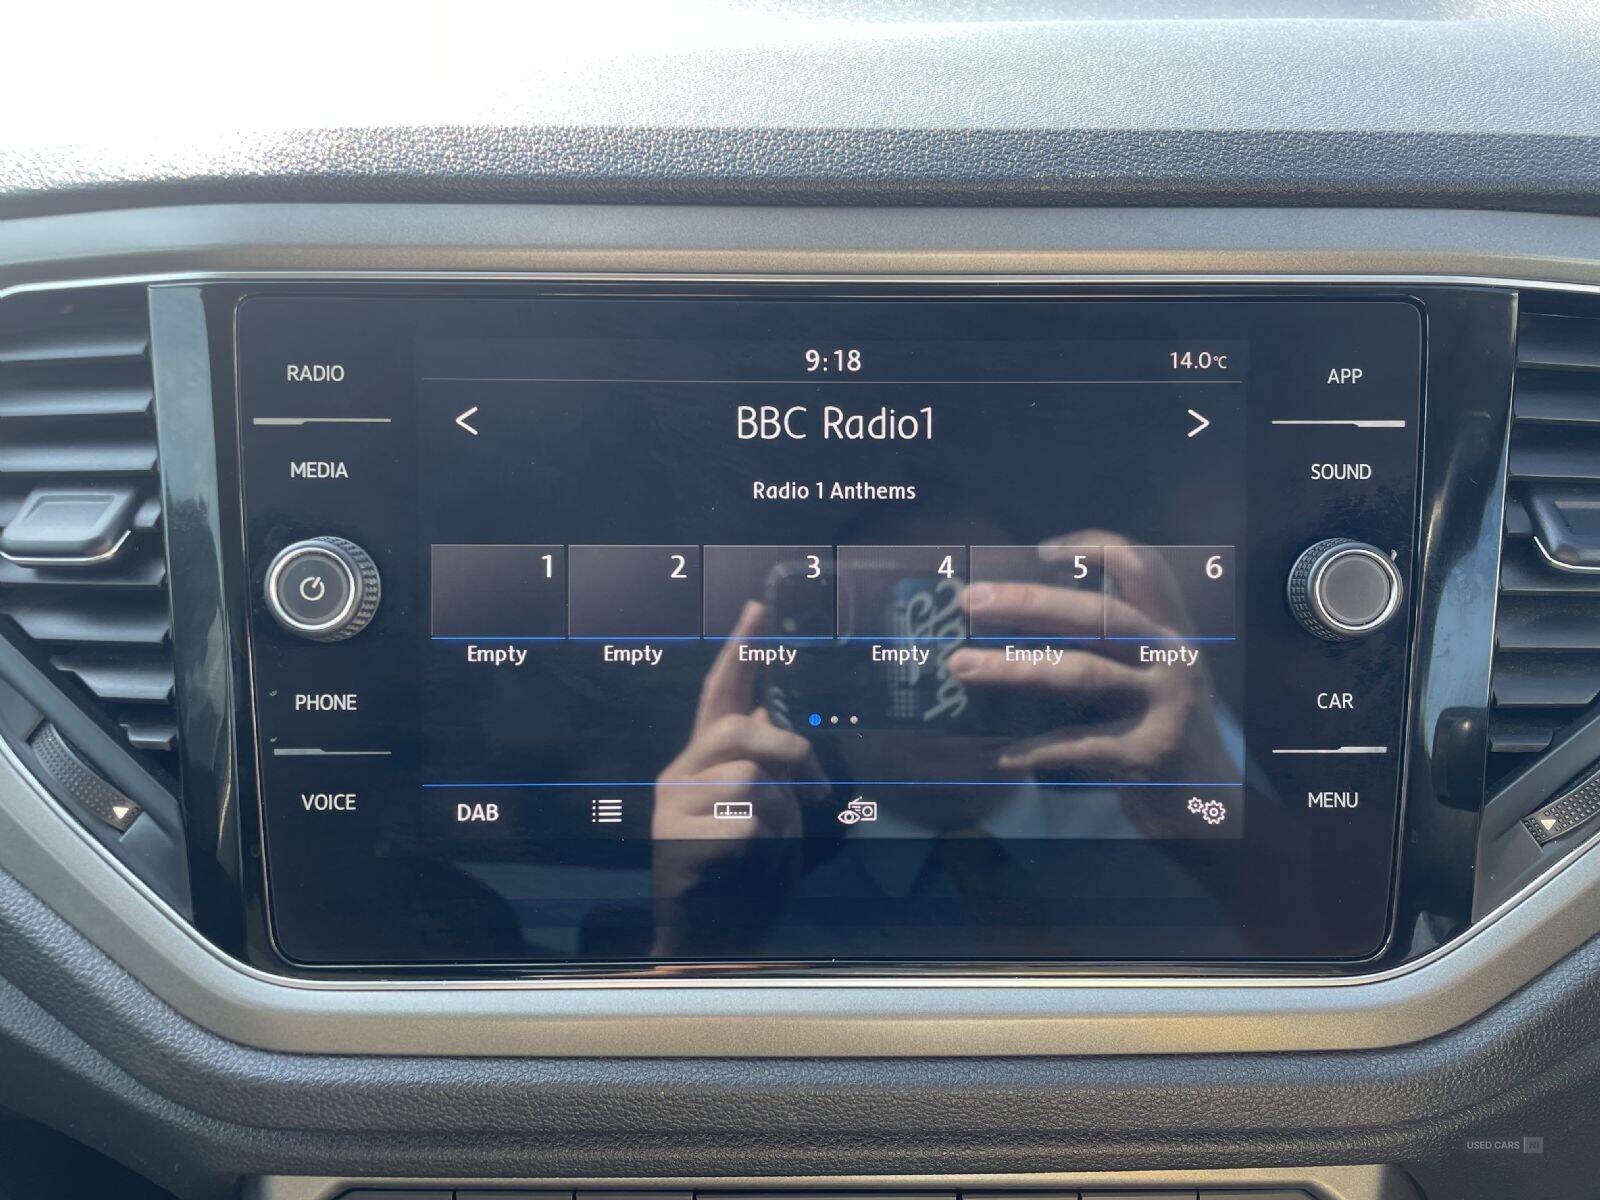 9:18 14.0°C
RADIO
APP
< BBC Radio1 >
MEDIA
SOUND
Radio 1 Anthems
1 2 3 4 5 6
Empty Empty Empty Empty Empty Empty
PHONE
CAR
VOICE
MENU
DAB
USED CARS NI